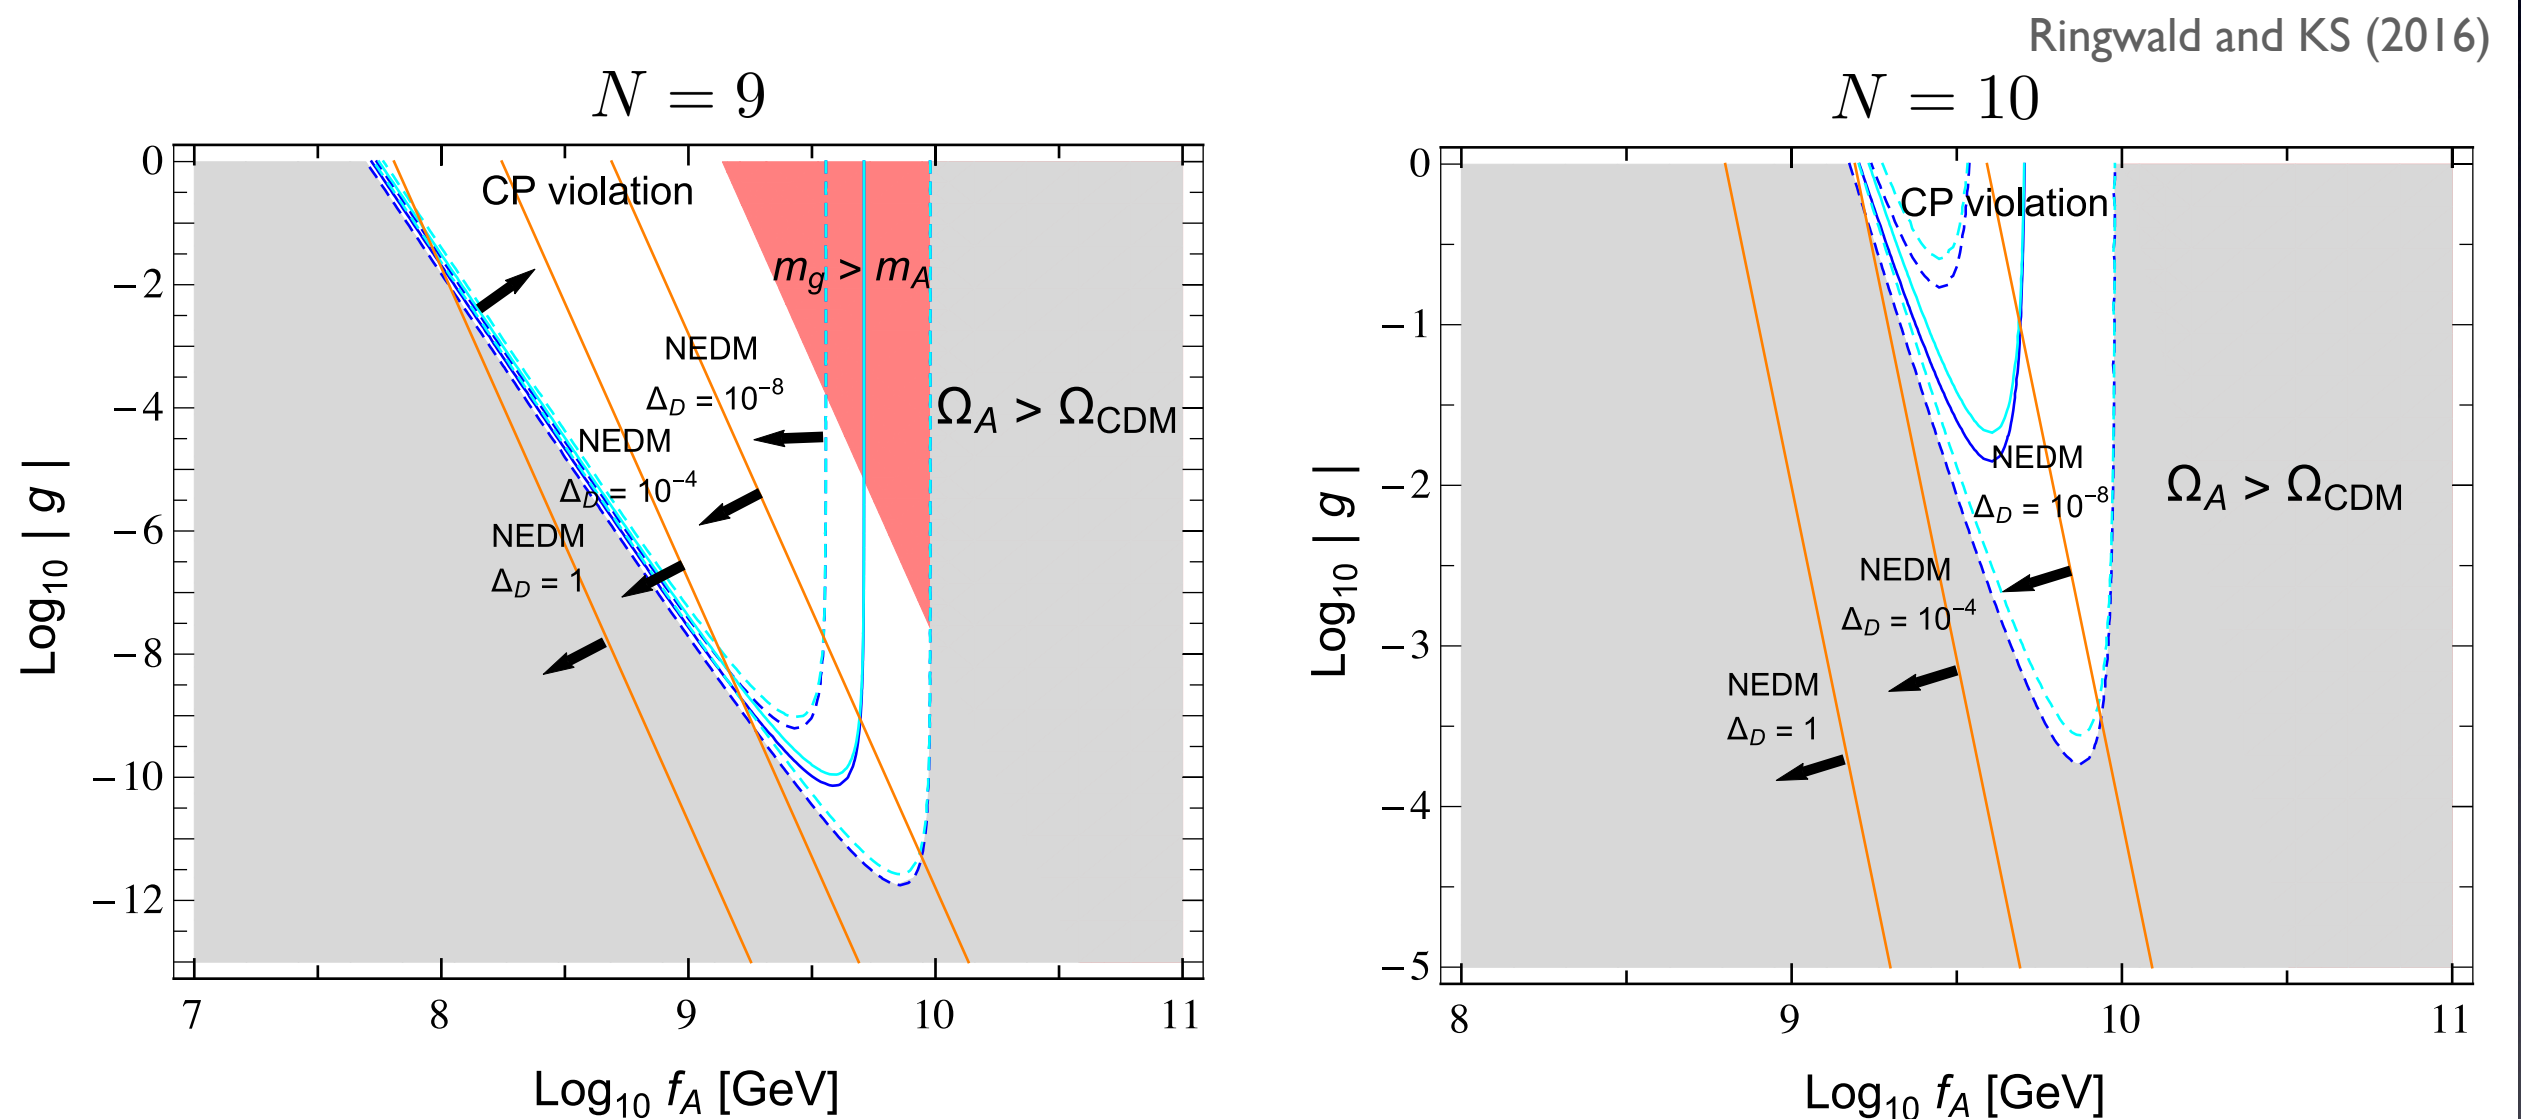 Ringwald and KS (2016)
N = 9
0
−2
−4
−6
−8
−10
−12
Log₁₀ | g |
CP violation
m_g > m_A
NEDM
Δ_D = 10⁻⁸
NEDM
Δ_D = 10⁻⁴
NEDM
Δ_D = 1
Ω_A > Ω_CDM
7 8 9 10 11
Log₁₀ f_A [GeV]
N = 10
0
−1
−2
−3
−4
−5
Log₁₀ | g |
CP violation
NEDM
Δ_D = 10⁻⁸
NEDM
Δ_D = 10⁻⁴
NEDM
Δ_D = 1
Ω_A > Ω_CDM
8 9 10 11
Log₁₀ f_A [GeV]